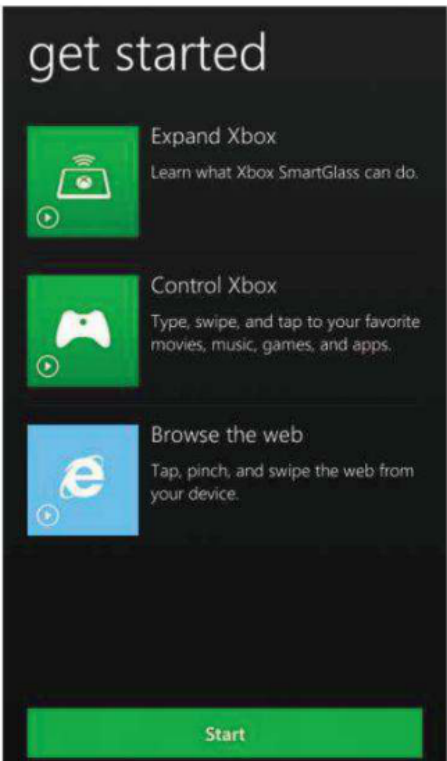 get started
Expand Xbox
Learn what Xbox SmartGlass can do.
Control Xbox
Type, swipe, and tap to your favorite
movies, music, games, and apps.
Browse the web
Tap, pinch, and swipe the web from
your device.
Start